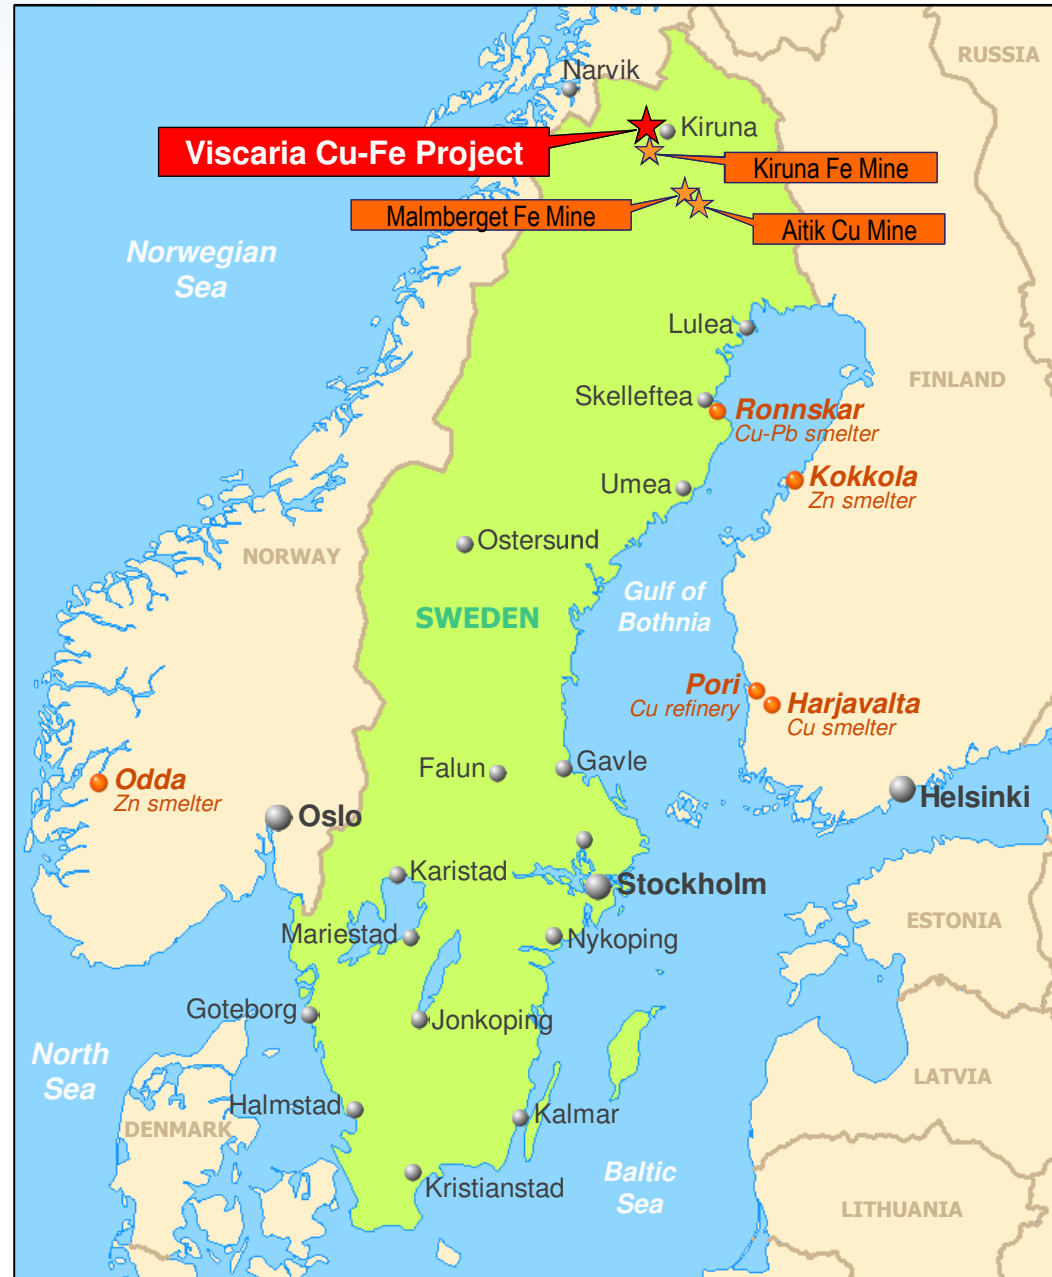 RUSSIA
Narvik
Kiruna
Viscaria Cu-Fe Project
Kiruna Fe Mine
Malmberget Fe Mine
Aitik Cu Mine
Norwegian
Sea
Lulea
FINLAND
Skelleftea
Ronnskar
Cu-Pb smelter
Umea
Kokkola
Zn smelter
Ostersund
NORWAY
Gulf of
Bothnia
SWEDEN
Pori
Cu refinery
Harjavalta
Cu smelter
Falun
Gavle
Odda
Zn smelter
Helsinki
Oslo
Karistad
Stockholm
ESTONIA
Mariestad
Nykoping
Goteborg
Jonkoping
North
Sea
LATVIA
Halmstad
Kalmar
DENMARK
Baltic
Sea
Kristianstad
LITHUANIA